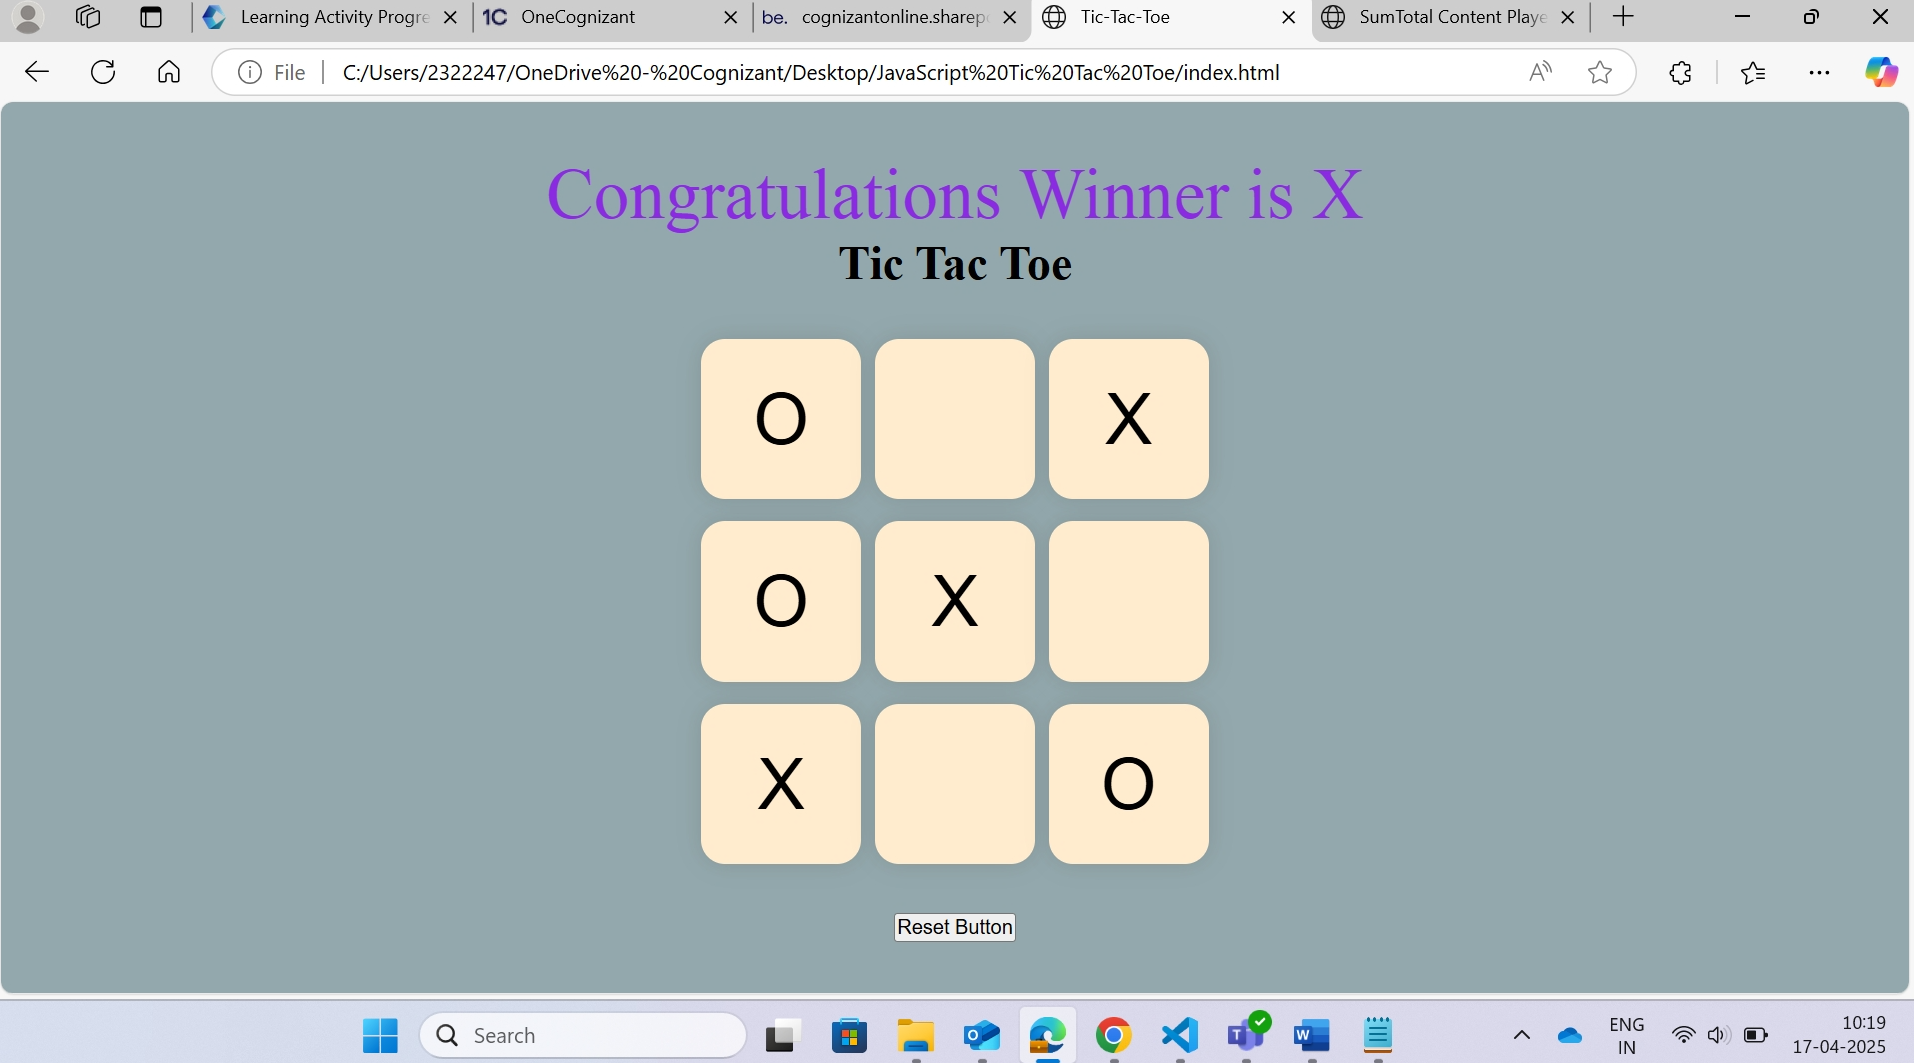 Learning Activity Progre
1C OneCognizant
be. cognizantonline.sharep
Tic-Tac-Toe
SumTotal Content Playe
File
C:/Users/2322247/OneDrive%20-%20Cognizant/Desktop/JavaScript%20Tic%20Tac%20Toe/index.html
Congratulations Winner is X
Tic Tac Toe
O X
O X
X O
Reset Button
Search
ENG
IN
10:19
17-04-2025